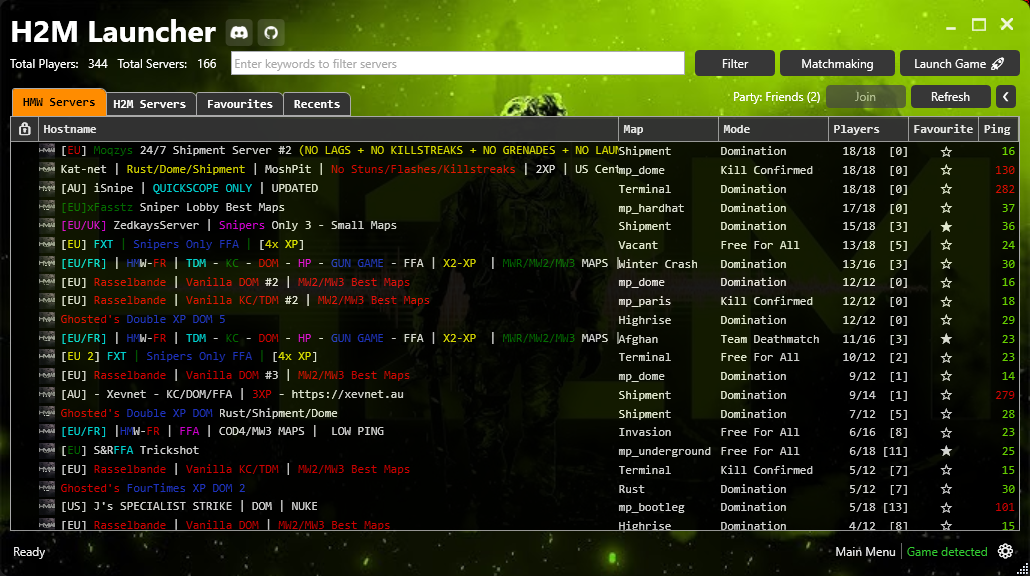 H2M Launcher
Total Players: 344 Total Servers: 166 Enter keywords to filter servers Filter Matchmaking Launch Game
HMW Servers H2M Servers Favourites Recents Party: Friends (2) Join Refresh <
Hostname Map Mode Players Favourite Ping
[EU] Moqzys 24/7 Shipment Server #2 (NO LAGS + NO KILLSTREAKS + NO GRENADES + NO LAUN Shipment Domination 18/18 [0] 16
Kat-net | Rust/Dome/Shipment | MoshPit | No Stuns/Flashes/Killstreaks | 2XP | US Cent mp_dome Kill Confirmed 18/18 [0] 130
[AU] iSnipe | QUICKSCOPE ONLY | UPDATED Terminal Domination 18/18 [0] 282
[EU]xFasstz Sniper Lobby Best Maps mp_hardhat Domination 17/18 [0] 37
[EU/UK] ZedkaysServer | Snipers Only 3 - Small Maps Shipment Domination 15/18 [3] 36
[EU] FXT | Snipers Only FFA | [4x XP] Vacant Free For All 13/18 [5] 24
[EU/FR] | HMW-FR | TDM - KC - DOM - HP - GUN GAME - FFA | X2-XP | MWR/MW2/MW3 MAPS | Winter Crash Domination 13/16 [3] 30
[EU] Rasselbande | Vanilla DOM #2 | MW2/MW3 Best Maps mp_dome Domination 12/12 [0] 16
[EU] Rasselbande | Vanilla KC/TDM #2 | MW2/MW3 Best Maps mp_paris Kill Confirmed 12/12 [0] 18
Ghosted's Double XP DOM 5 Highrise Domination 12/12 [0] 29
[EU/FR] | HMW-FR | TDM - KC - DOM - HP - GUN GAME - FFA | X2-XP | MWR/MW2/MW3 MAPS | Afghan Team Deathmatch 11/16 [3] 23
[EU 2] FXT | Snipers Only FFA | [4x XP] Terminal Free For All 10/12 [2] 23
[EU] Rasselbande | Vanilla DOM #3 | MW2/MW3 Best Maps mp_dome Domination 9/12 [1] 14
[AU] - Xevnet - KC/DOM/FFA | 3XP - https://xevnet.au Shipment Domination 9/14 [1] 279
Ghosted's Double XP DOM Rust/Shipment/Dome Shipment Domination 7/12 [5] 28
[EU/FR] |HMW-FR | FFA | COD4/MW3 MAPS | LOW PING Invasion Free For All 6/16 [8] 23
[EU] S&RFFA Trickshot mp_underground Free For All 6/18 [11] 25
[EU] Rasselbande | Vanilla KC/TDM | MW2/MW3 Best Maps Terminal Kill Confirmed 5/12 [7] 15
Ghosted's FourTimes XP DOM 2 Rust Domination 5/12 [7] 30
[US] J's SPECIALIST STRIKE | DOM | NUKE mp_bootleg Domination 5/18 [13] 101
[EU] Rasselbande | Vanilla DOM | MW2/MW3 Best Maps Highrise Domination 4/12 [8] 15
Ready Main Menu | Game detected